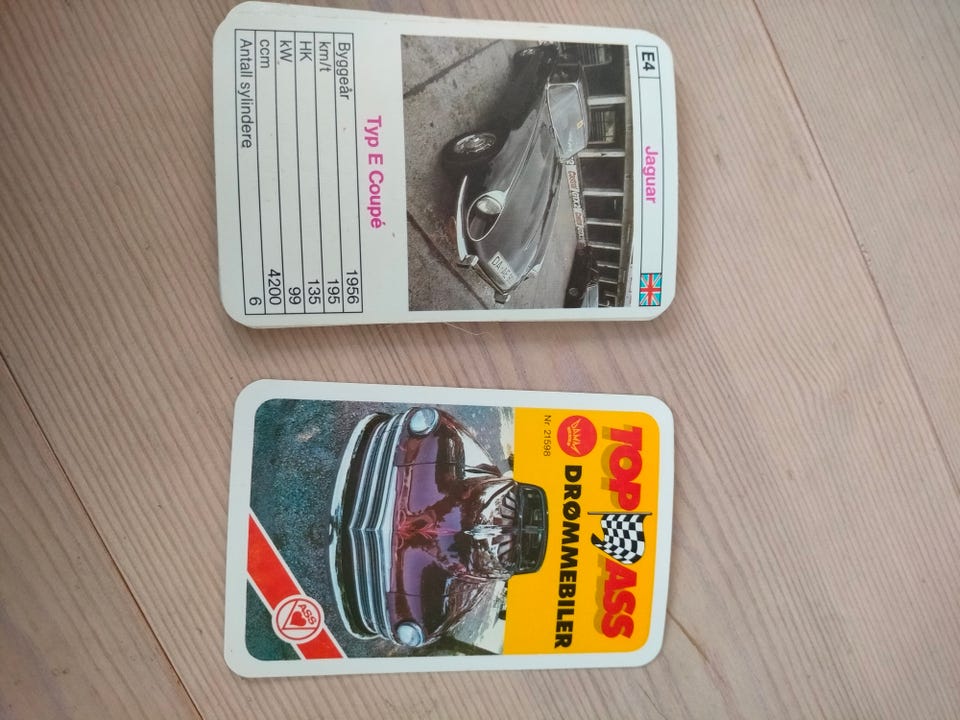 E4
Jaguar
Typ E Coupé
Byggeår 1956
km/t 195
HK 135
kW 99
ccm 4200
Antall sylindere 6
TOP ASS
DRØMMEBILER
Nr. 21598
ASS